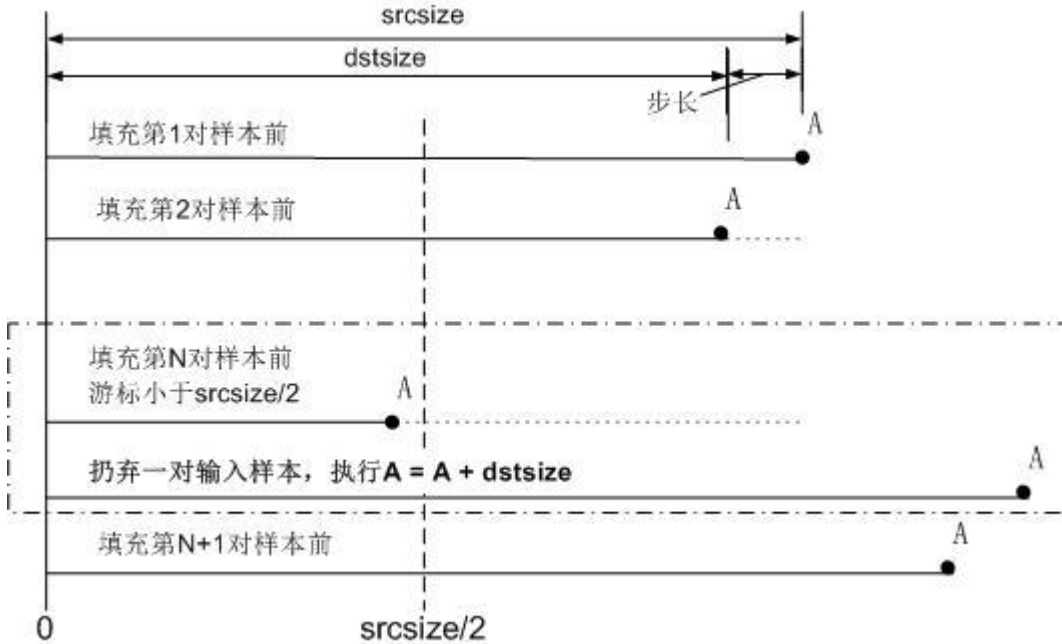 srcsize
dstsize
步长
A
填充第1对样本前
A
填充第2对样本前
填充第N对样本前
游标小于srcsize/2
A
扔弃一对输入样本，执行A = A + dstsize
A
填充第N+1对样本前
A
0
srcsize/2